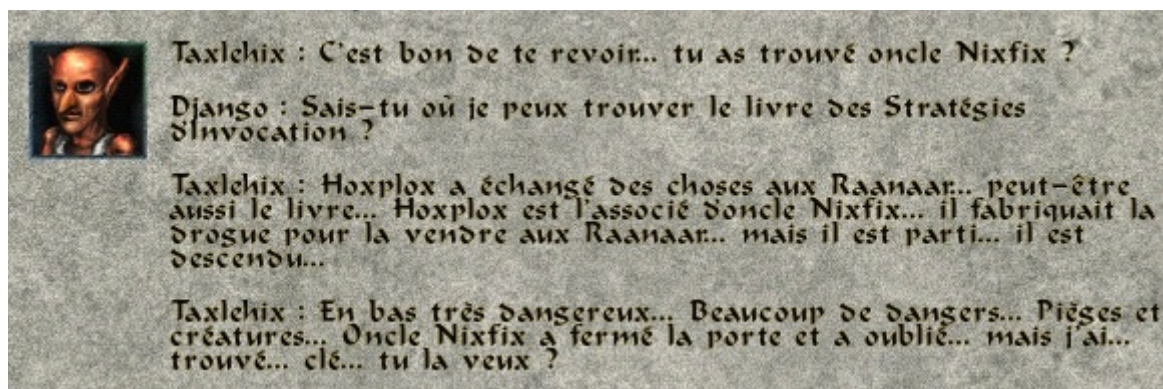 Taxlehix : C'est bon de te revoir... tu as trouvé oncle Nixfix ?
Django : Sais-tu où je peux trouver le livre des Stratégies
d'Invocation ?
Taxlehix : Hoxplox a échangé des choses aux Raanaar... peut-être
aussi le livre... Hoxplox est l'associé d'oncle Nixfix... il fabriquait la
drogue pour la vendre aux Raanaar... mais il est parti... il est
descendu...
Taxlehix : En bas très dangereux... Beaucoup de dangers... Pièges et
créatures... Oncle Nixfix a fermé la porte et a oublié... mais j'ai...
trouvé... clé... tu la veux ?